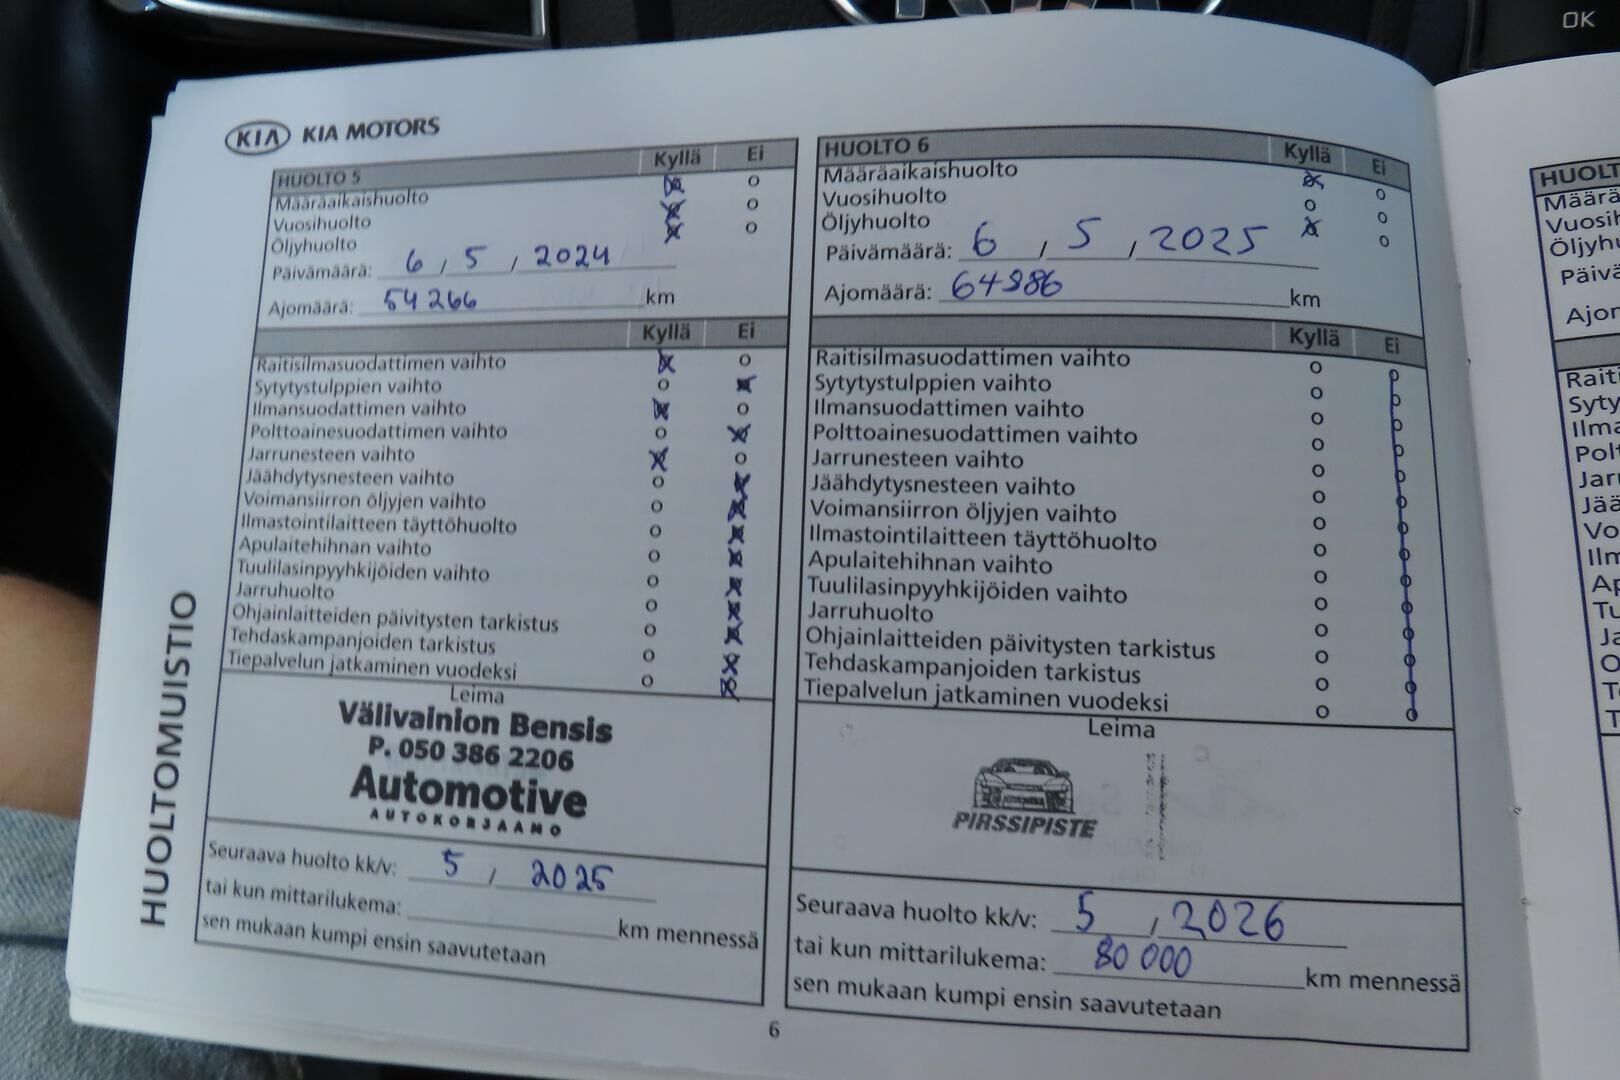 OK
KIA KIA MOTORS
HUOLTOMUISTIO
HUOLTO 5 Kyllä Ei
Määräaikaishuolto
Vuosihuolto
Öljyhuolto
Päivämäärä: 6 / 5 / 2024
Ajomäärä: 54266 km
Kyllä Ei
Raitisilmasuodattimen vaihto
Sytytystulppien vaihto
Ilmansuodattimen vaihto
Polttoainesuodattimen vaihto
Jarrunesteen vaihto
Jäähdytysnesteen vaihto
Voimansiirron öljyjen vaihto
Ilmastointilaitteen täyttöhuolto
Apulaitehihnan vaihto
Tuulilasinpyyhkijöiden vaihto
Jarruhuolto
Ohjainlaitteiden päivitysten tarkistus
Tehdaskampanjoiden tarkistus
Tiepalvelun jatkaminen vuodeksi
Leima
Välivainion Bensis
P. 050 386 2206
Automotive
AUTOKORJAAMO
Seuraava huolto kk/v: 5 / 2025
tai kun mittarilukema: km mennessä
sen mukaan kumpi ensin saavutetaan
HUOLTO 6 Kyllä Ei
Määräaikaishuolto
Vuosihuolto
Öljyhuolto
Päivämäärä: 6 / 5 / 2025
Ajomäärä: km
Kyllä Ei
Raitisilmasuodattimen vaihto
Sytytystulppien vaihto
Ilmansuodattimen vaihto
Polttoainesuodattimen vaihto
Jarrunesteen vaihto
Jäähdytysnesteen vaihto
Voimansiirron öljyjen vaihto
Ilmastointilaitteen täyttöhuolto
Apulaitehihnan vaihto
Tuulilasinpyyhkijöiden vaihto
Jarruhuolto
Ohjainlaitteiden päivitysten tarkistus
Tehdaskampanjoiden tarkistus
Tiepalvelun jatkaminen vuodeksi
Leima
PIRSSIPISTE
Seuraava huolto kk/v: 5 / 2026
tai kun mittarilukema: 80 000 km mennessä
sen mukaan kumpi ensin saavutetaan
6